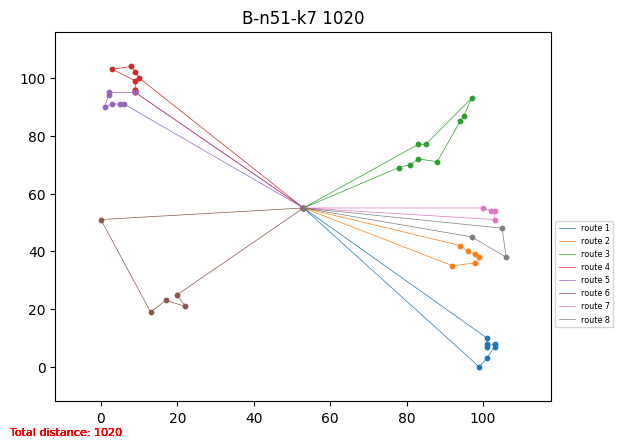 B-n51-k7 1020
100
80
60
40
20
0
0 20 40 60 80 100
route 1
route 2
route 3
route 4
route 5
route 6
route 7
route 8
Total distance: 1020